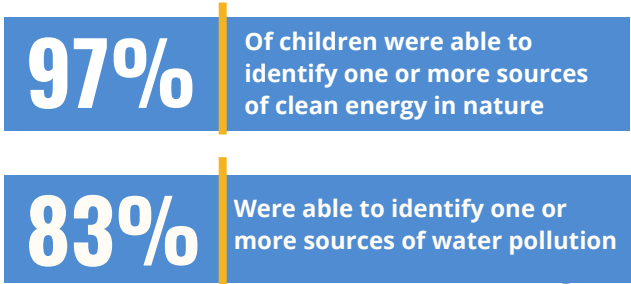 97%
Of children were able to
identify one or more sources
of clean energy in nature
83%
Were able to identify one or
more sources of water pollution